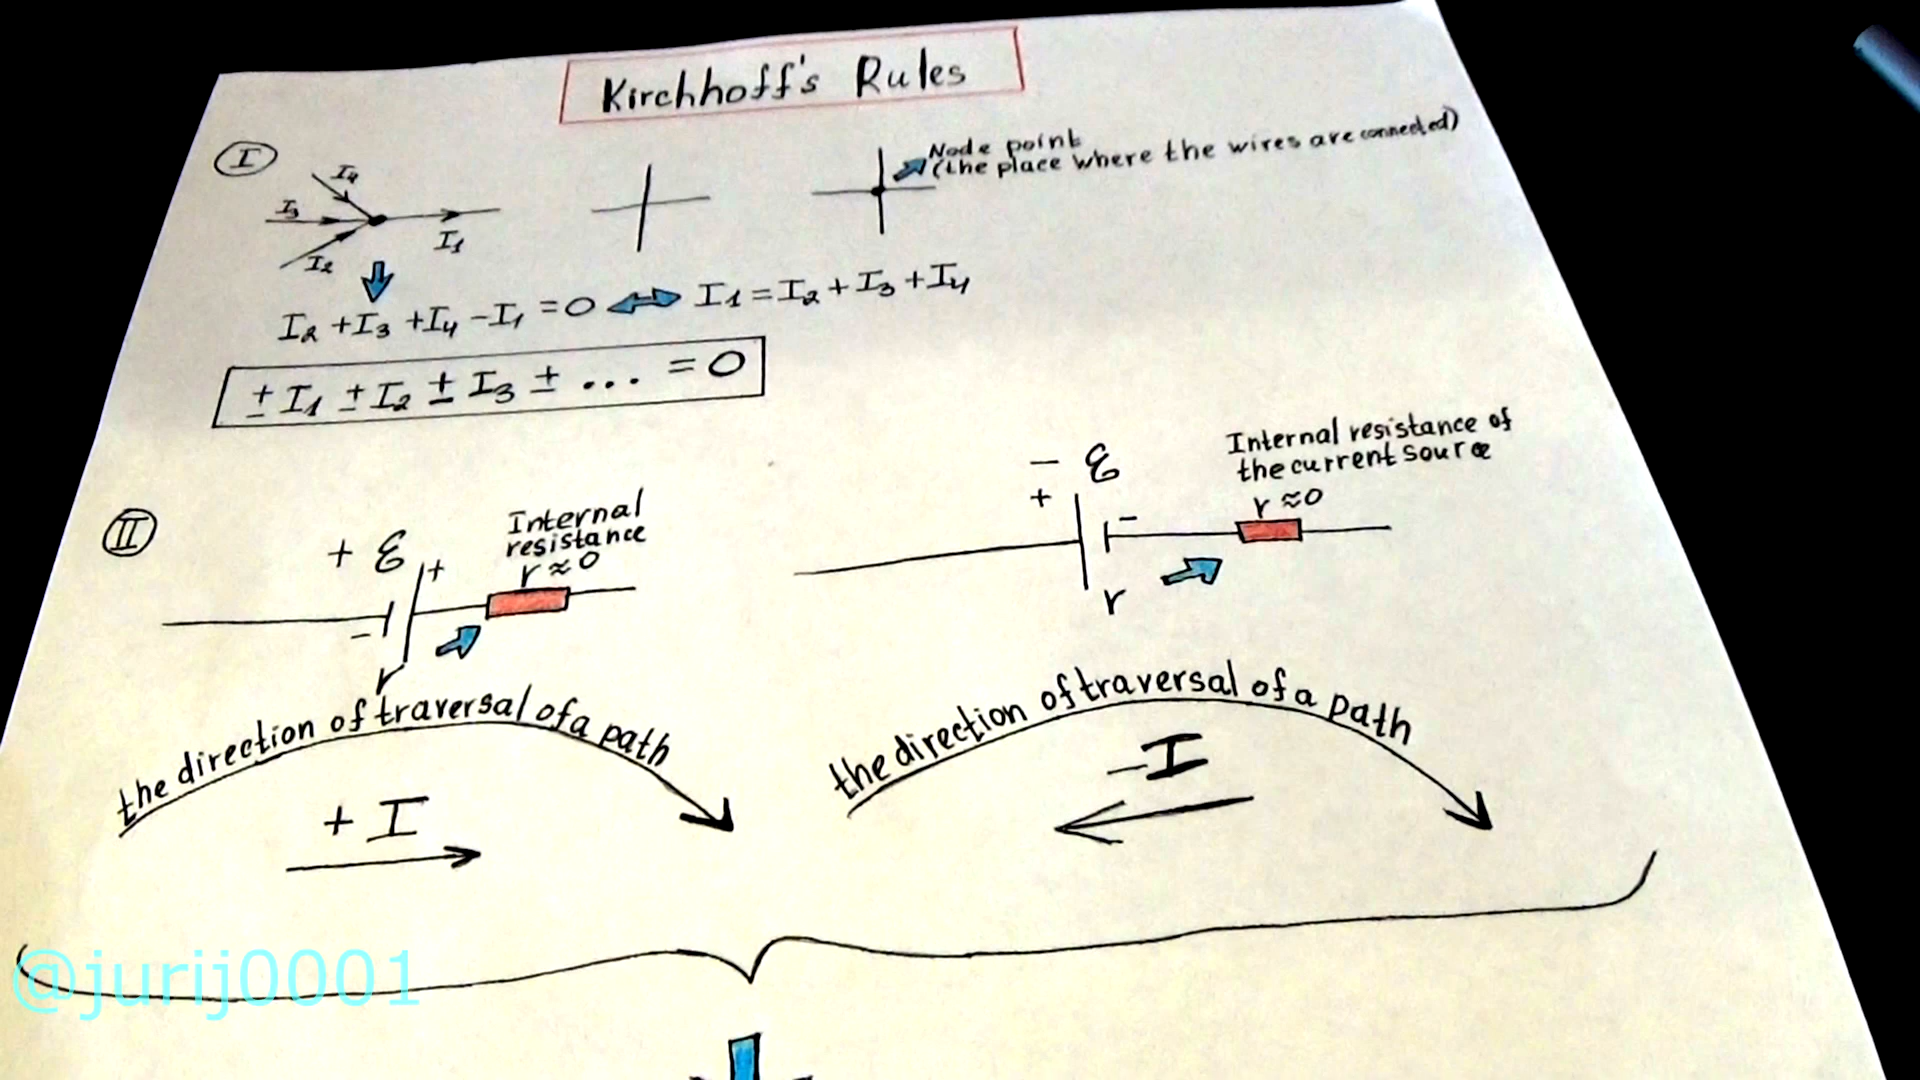 Kirchhoff's Rules
I
I4
I3
I2
I1
Node point
(the place where the wires are connected)
I2 + I3 + I4 - I1 = 0 ⇔ I1 = I2 + I3 + I4
± I1 ± I2 ± I3 ± ... = 0
II
+ ℰ
+
-
r
Internal
resistance
r ≈ 0
- ℰ
+
-
r
Internal resistance of
the current source
r ≈ 0
the direction of traversal of a path
+ I
the direction of traversal of a path
- I
@jurij0001